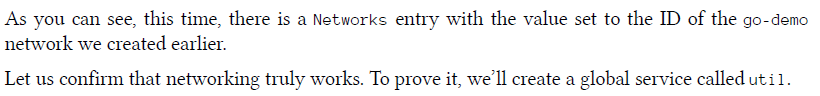 As you can see, this time, there is a Networks entry with the value set to the ID of the go-demo
network we created earlier.
Let us confirm that networking truly works. To prove it, we’ll create a global service called util.